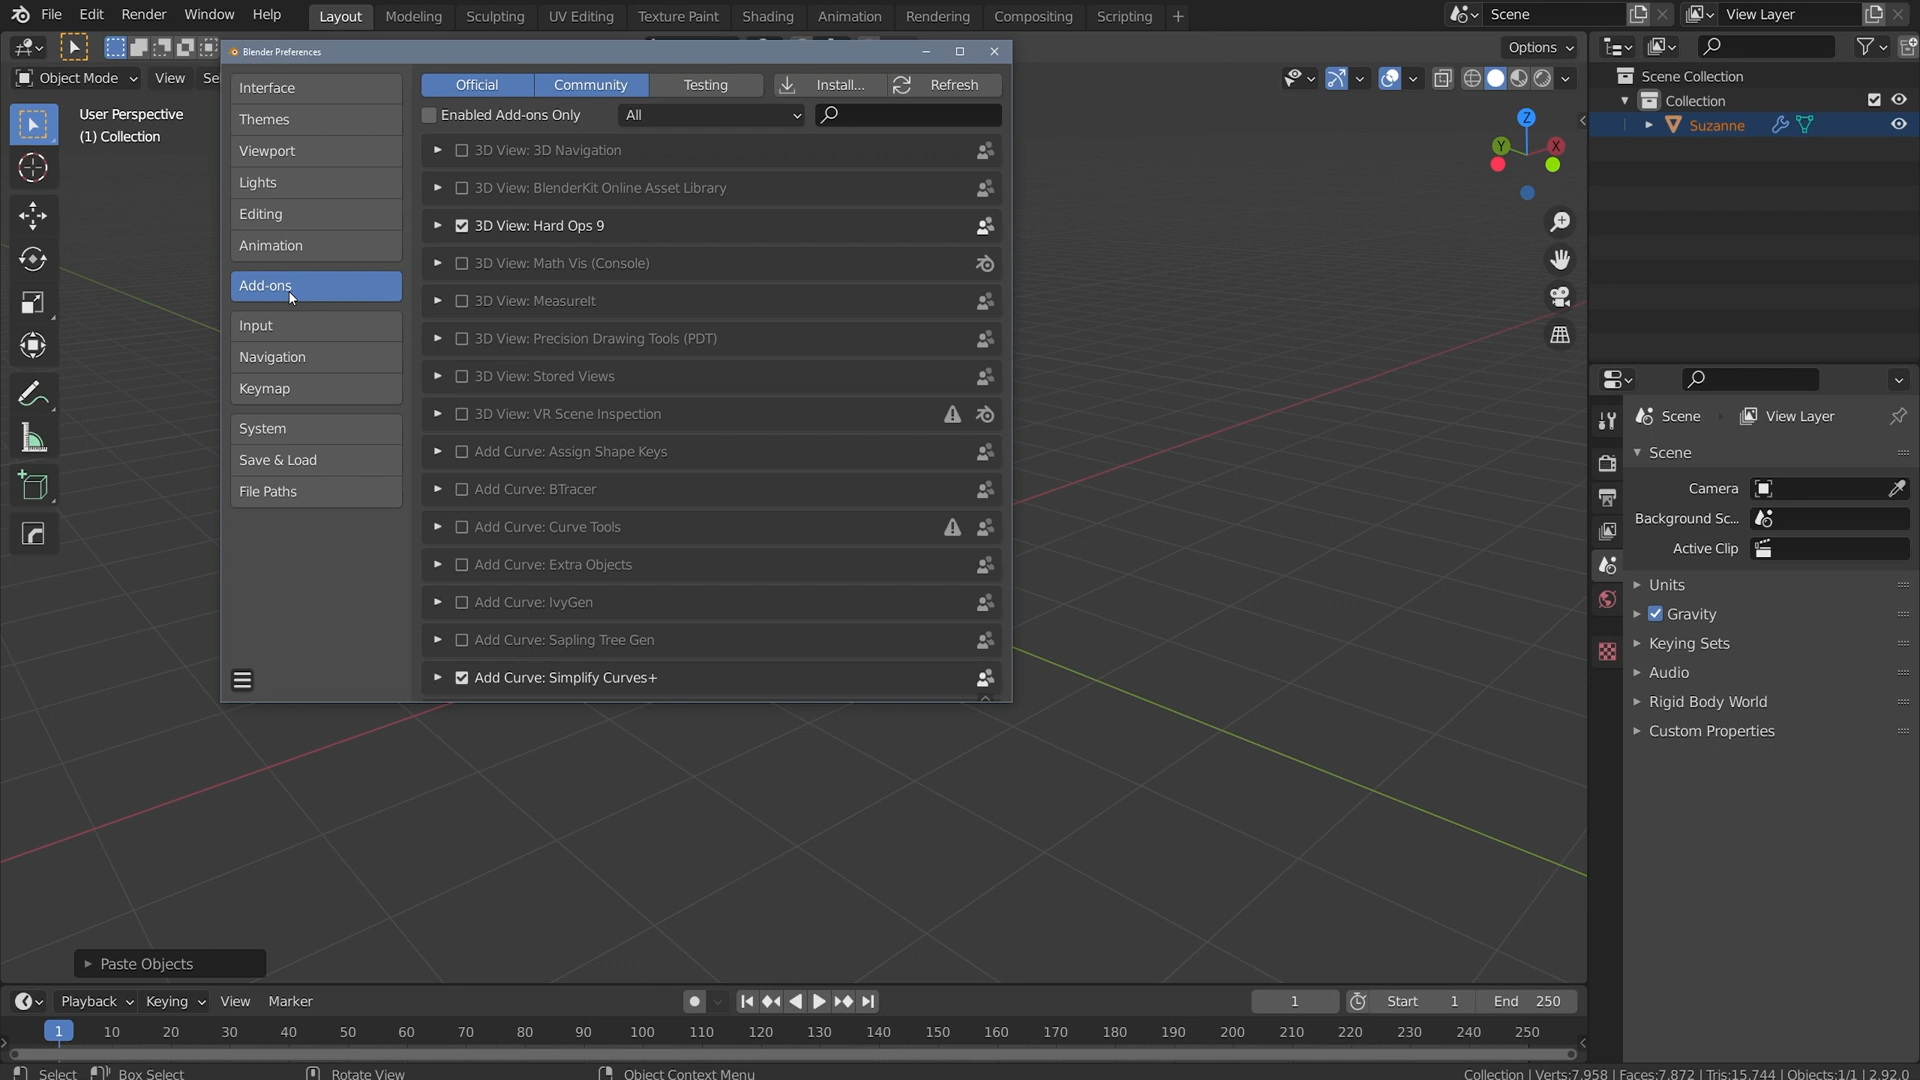 File Edit Render Window Help Layout Modeling Sculpting UV Editing Texture Paint Shading Animation Rendering Compositing Scripting Scene View Layer
Blender Preferences
Options
Object Mode View Se
User Perspective
(1) Collection
Interface
Themes
Viewport
Lights
Editing
Animation
Add-ons
Input
Navigation
Keymap
System
Save & Load
File Paths
Official Community Testing Install... Refresh
Enabled Add-ons Only All
3D View: 3D Navigation
3D View: BlenderKit Online Asset Library
3D View: Hard Ops 9
3D View: Math Vis (Console)
3D View: MeasureIt
3D View: Precision Drawing Tools (PDT)
3D View: Stored Views
3D View: VR Scene Inspection
Add Curve: Assign Shape Keys
Add Curve: BTracer
Add Curve: Curve Tools
Add Curve: Extra Objects
Add Curve: IvyGen
Add Curve: Sapling Tree Gen
Add Curve: Simplify Curves+
Z
Y X
Scene Collection
Collection
Suzanne
Scene View Layer
Scene
Camera
Background Sc...
Active Clip
Units
Gravity
Keying Sets
Audio
Rigid Body World
Custom Properties
Paste Objects
Playback Keying View Marker 1 Start 1 End 250
1 10 20 30 40 50 60 70 80 90 100 110 120 130 140 150 160 170 180 190 200 210 220 230 240 250
Select Box Select Rotate View Object Context Menu Collection | Verts:7,958 | Faces:7,872 | Tris:15,744 | Objects:1/1 | 2.92.0